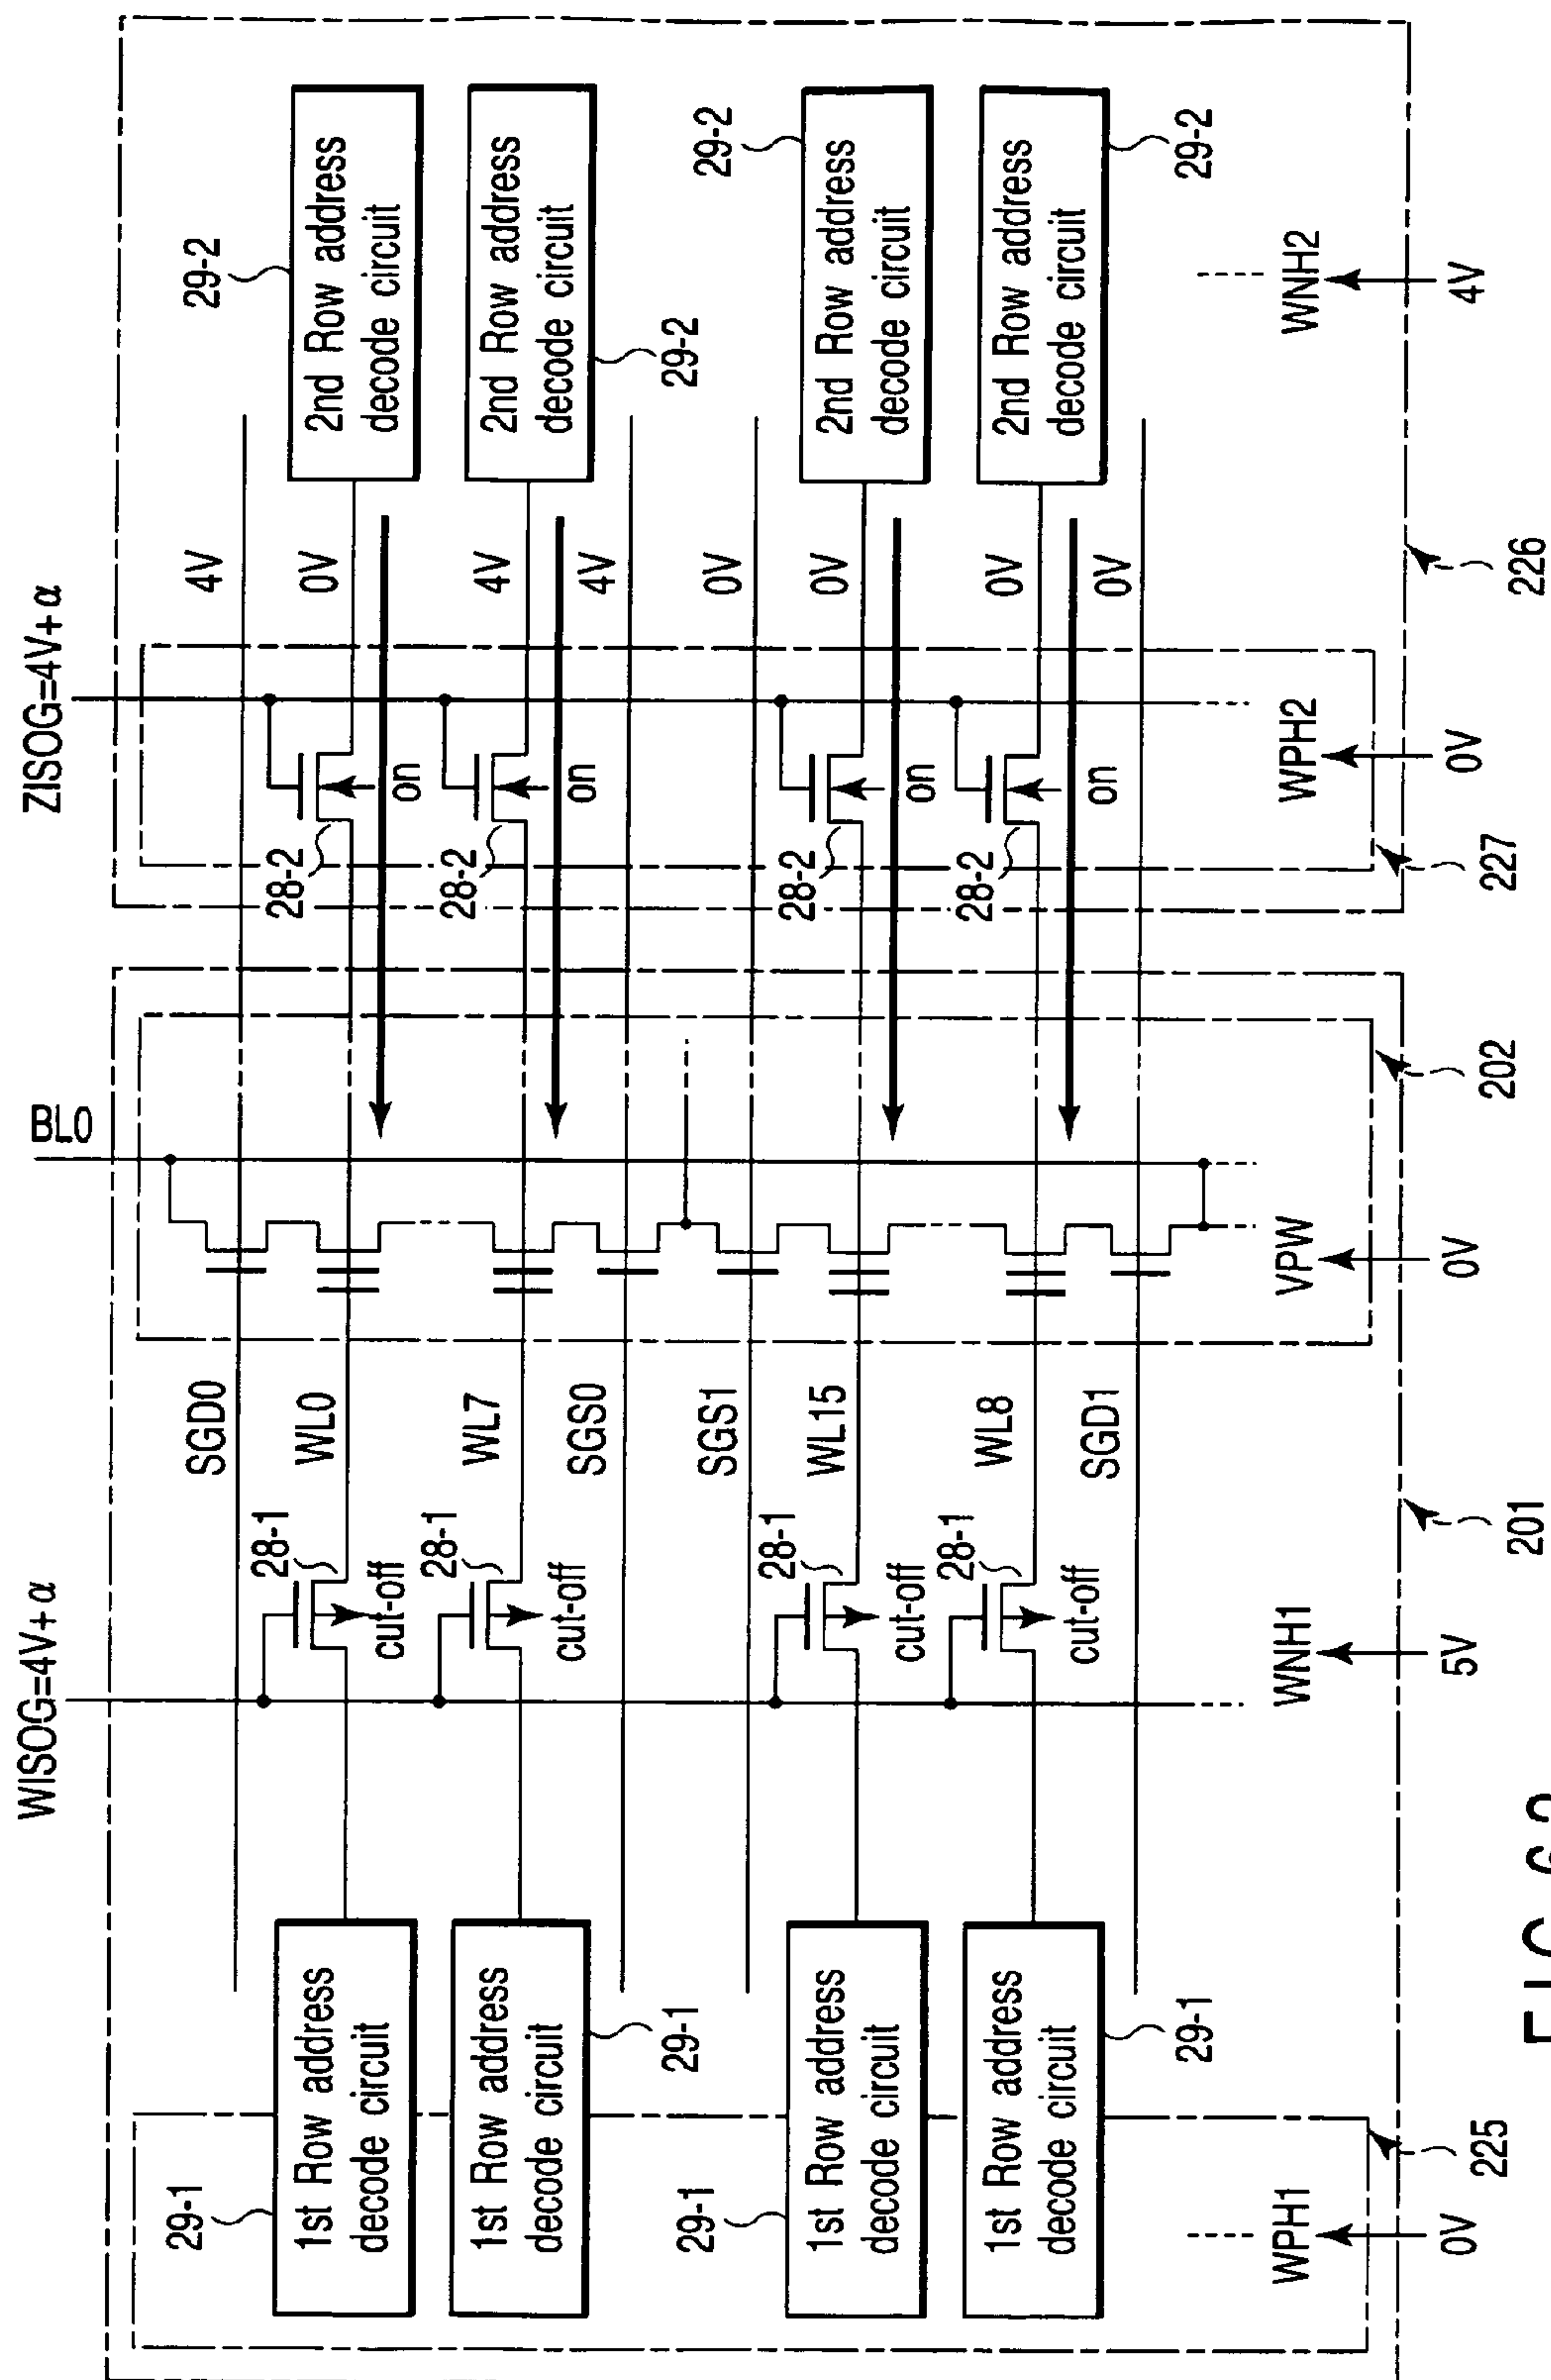 WISOG=4V+α
BL0
ZISOG=4V+α
29-1
1st Row address
decode circuit
28-1
cut-off
SGD0
WL0
28-2
on
4V
0V
29-2
2nd Row address
decode circuit
1st Row address
decode circuit
29-1
28-1
cut-off
WL7
SGS0
28-2
on
4V
4V
2nd Row address
decode circuit
29-2
29-1
1st Row address
decode circuit
28-1
cut-off
SGS1
WL15
28-2
on
0V
0V
29-2
2nd Row address
decode circuit
1st Row address
decode circuit
29-1
28-1
cut-off
WL8
SGD1
28-2
on
0V
0V
2nd Row address
decode circuit
29-2
WPH1
0V
WNH1
5V
VPW
0V
WPH2
0V
WNH2
4V
225
201
202
227
226